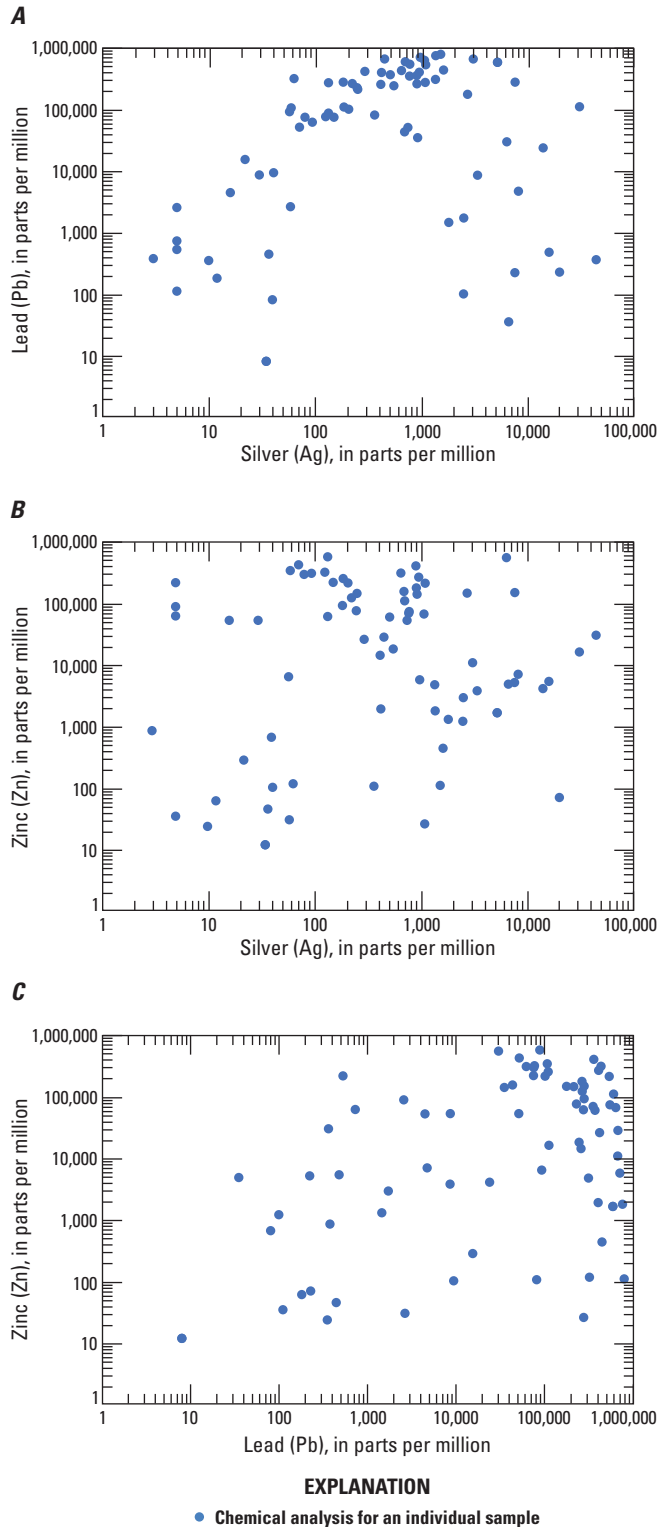 A
1,000,000
100,000
10,000
1,000
100
10
1
Lead (Pb), in parts per million
1 10 100 1,000 10,000 100,000
Silver (Ag), in parts per million
B
1,000,000
100,000
10,000
1,000
100
10
1
Zinc (Zn), in parts per million
1 10 100 1,000 10,000 100,000
Silver (Ag), in parts per million
C
1,000,000
100,000
10,000
1,000
100
10
1
Zinc (Zn), in parts per million
1 10 100 1,000 10,000 100,000 1,000,000
Lead (Pb), in parts per million
EXPLANATION
Chemical analysis for an individual sample